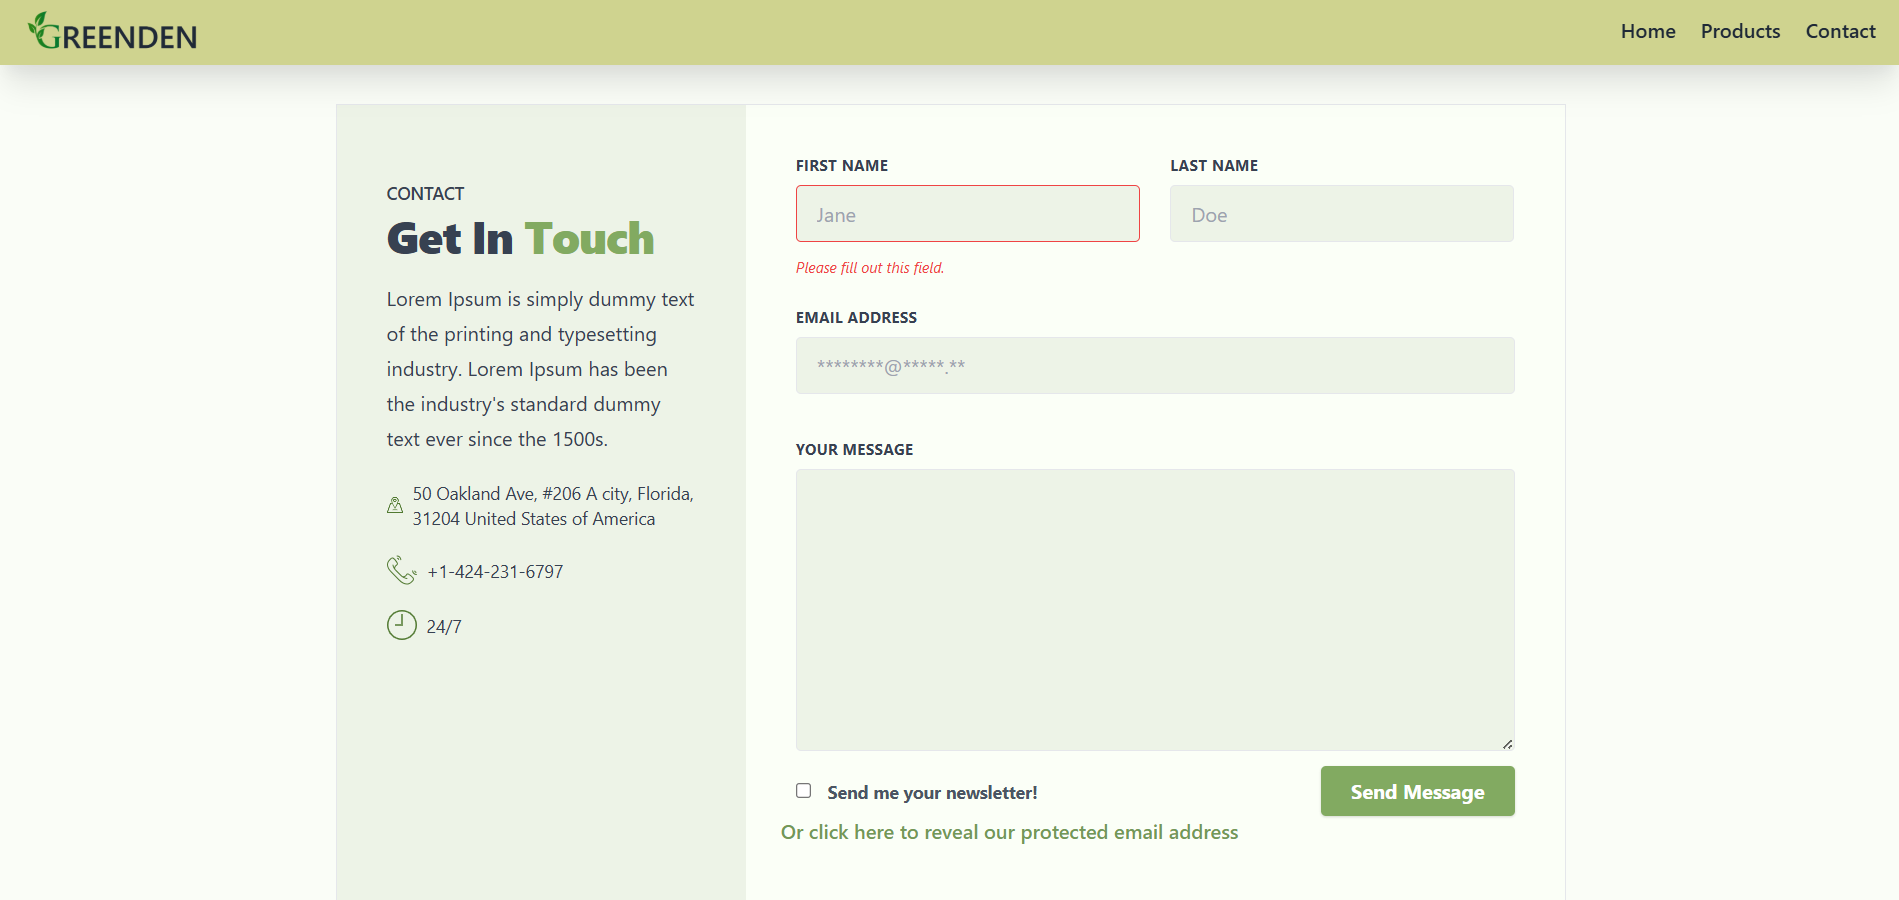 GREENDEN
Home Products Contact
CONTACT
Get In Touch
Lorem Ipsum is simply dummy text
of the printing and typesetting
industry. Lorem Ipsum has been
the industry's standard dummy
text ever since the 1500s.
50 Oakland Ave, #206 A city, Florida,
31204 United States of America
+1-424-231-6797
24/7
FIRST NAME
Jane
Please fill out this field.
LAST NAME
Doe
EMAIL ADDRESS
********@*****.**
YOUR MESSAGE
Send me your newsletter!
Send Message
Or click here to reveal our protected email address